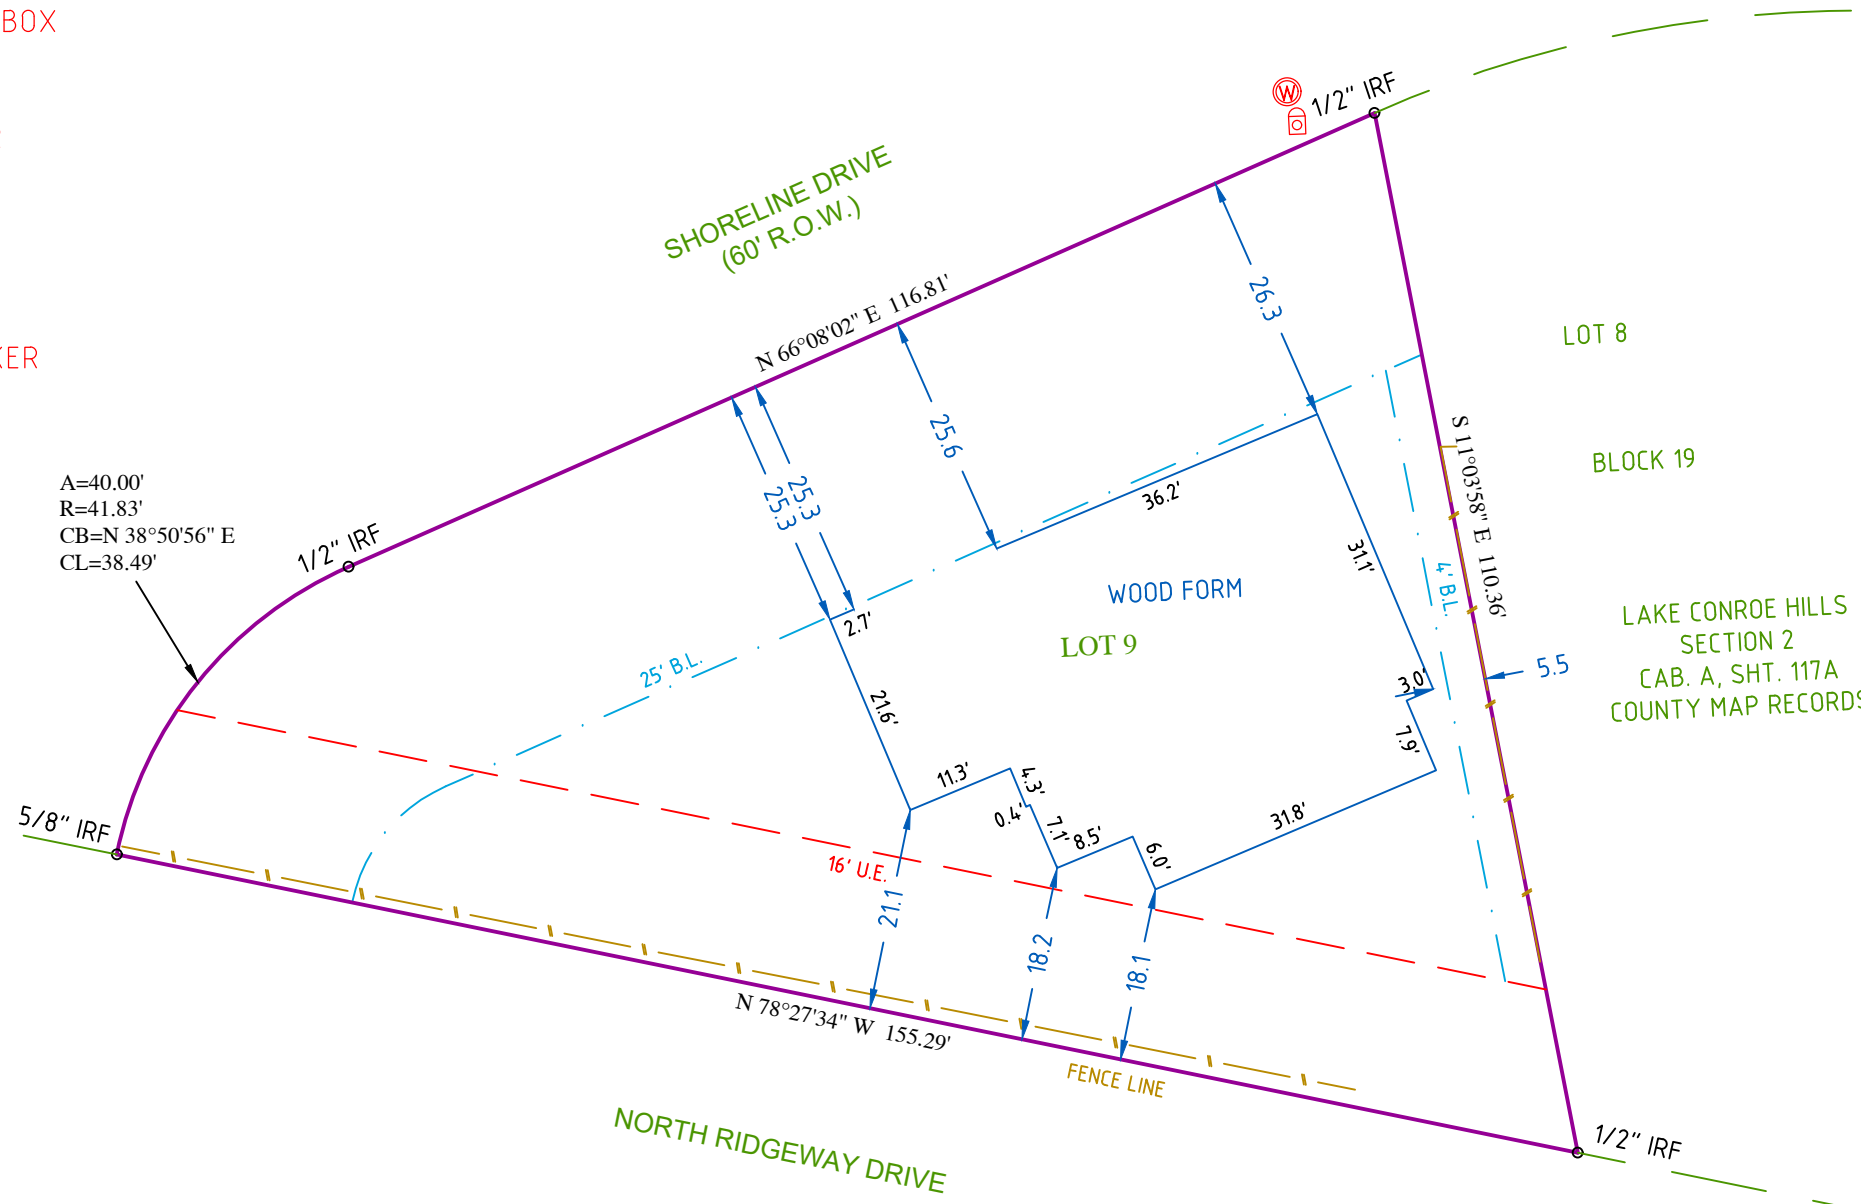 BOX
KER
SHORELINE DRIVE
(60' R.O.W.)
1/2" IRF
W
N 66°08'02" E 116.81'
26.3
25.6
25.3
25.3
LOT 8
BLOCK 19
S 11°03'58" E 110.36'
A=40.00'
R=41.83'
CB=N 38°50'56" E
CL=38.49'
1/2" IRF
36.2'
31.1'
WOOD FORM
LOT 9
4' B.L.
2.7'
25' B.L.
21.6'
3.0'
5.5
7.9'
LAKE CONROE HILLS
SECTION 2
CAB. A, SHT. 117A
COUNTY MAP RECORDS
11.3'
4.3'
0.4'
7.1'
8.5'
6.0'
31.8'
5/8" IRF
16' U.E.
21.1
18.2
18.1
N 78°27'34" W 155.29'
FENCE LINE
NORTH RIDGEWAY DRIVE
1/2" IRF